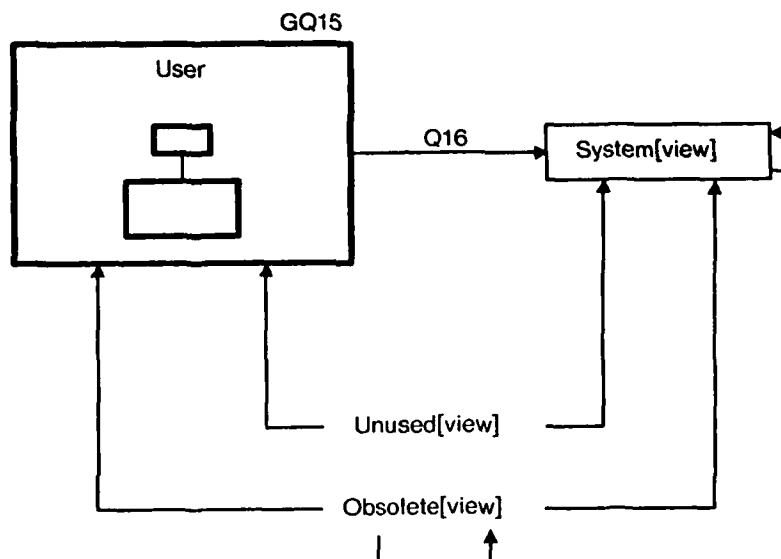 GQ15
User
Q16
System[view]
Unused[view]
Obsolete[view]